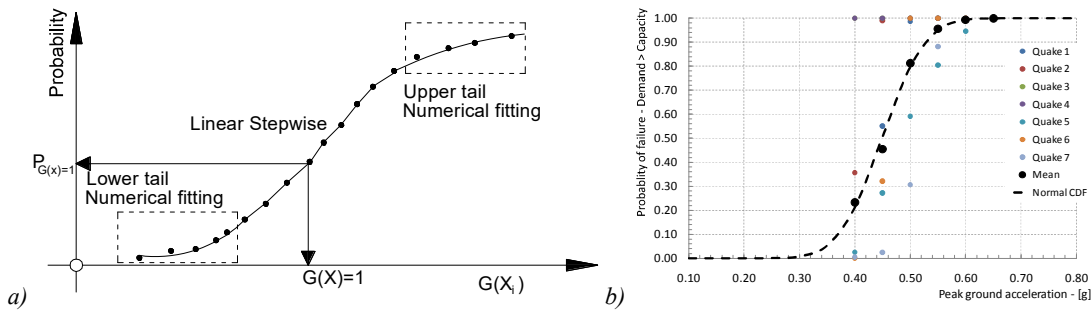 Probability
Upper tail
Numerical fitting
Linear Stepwise
P G(x)=1
Lower tail
Numerical fitting
G(X)=1
G(Xi)
a)
Probablity of failure - Demand > Capacity
1.00
0.90
0.80
0.70
0.60
0.50
0.40
0.30
0.20
0.10
0.00
Quake 1
Quake 2
Quake 3
Quake 4
Quake 5
Quake 6
Quake 7
Mean
Normal CDF
0.10 0.20 0.30 0.40 0.50 0.60 0.70 0.80
Peak ground acceleration - [g]
b)